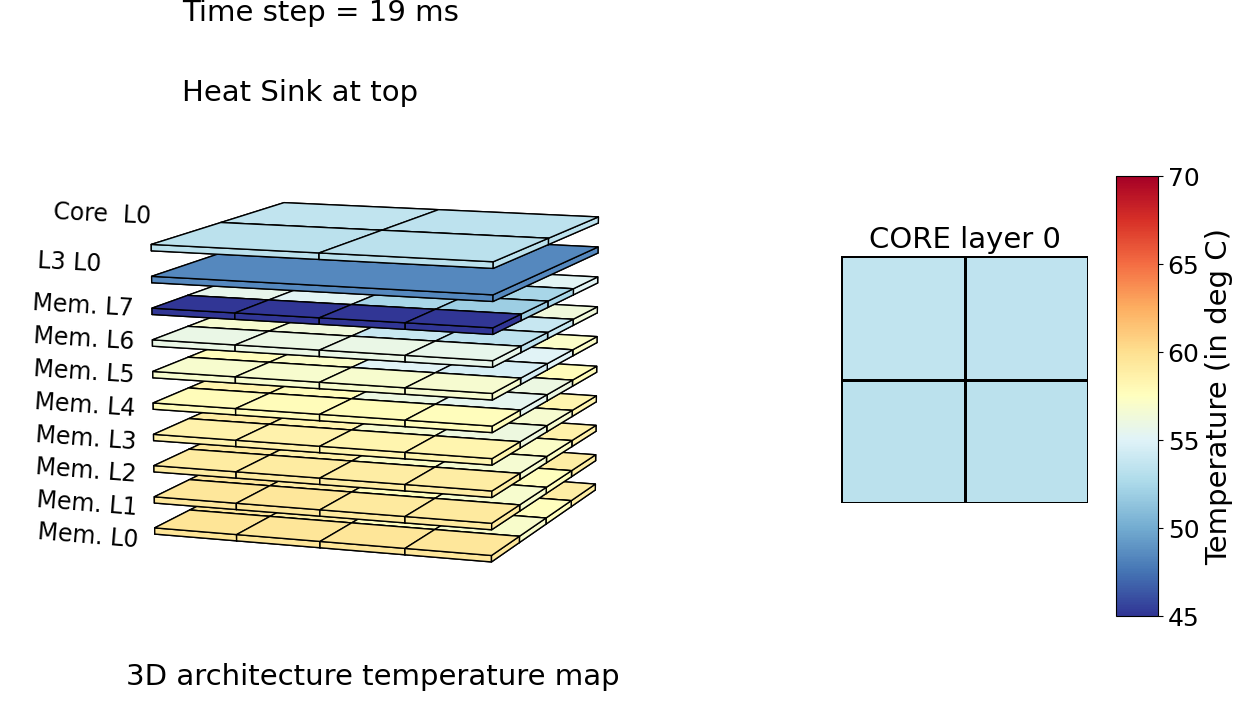 Time step = 19 ms
Heat Sink at top
Core  L0
L3 L0
Mem. L7
Mem. L6
Mem. L5
Mem. L4
Mem. L3
Mem. L2
Mem. L1
Mem. L0
3D architecture temperature map
CORE layer 0
70
65
60
55
50
45
Temperature (in deg C)